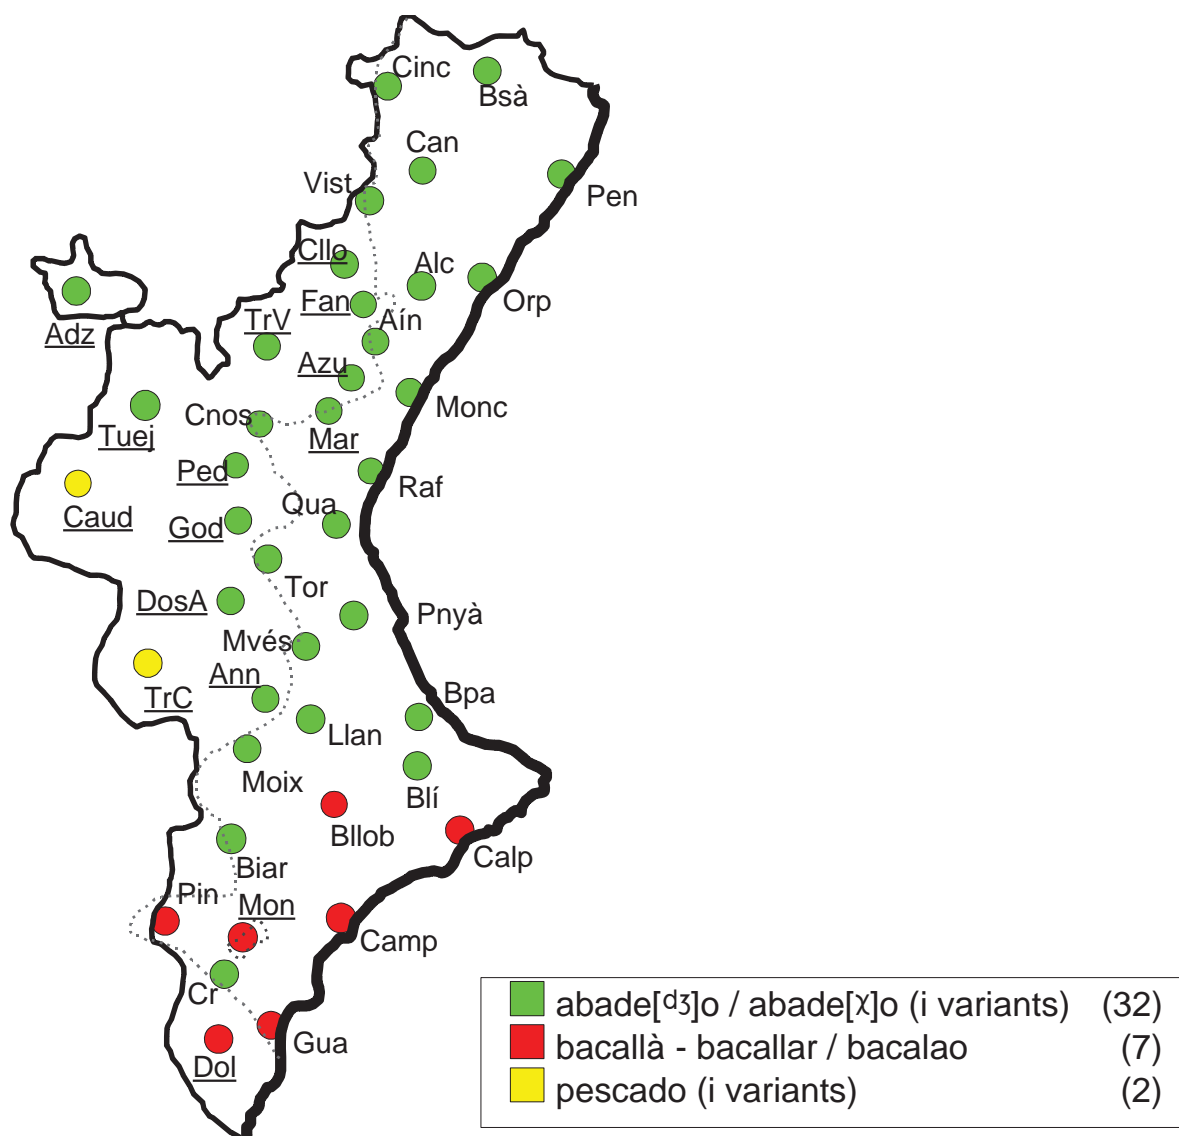 Cinc
Bsà
Can
Vist
Pen
Cllo
Alc
Fan
Orp
Adz
TrV
Aín
Azu
Monc
Cnos
Mar
Tuej
Ped
Raf
Qua
Caud
God
Tor
DosA
Pnyà
Mvés
Ann
TrC
Bpa
Llan
Moix
Blí
Bllob
Calp
Biar
Pin
Mon
Camp
Cr
Gua
Dol
abade[dʒ]o / abade[χ]o (i variants) (32)
bacallà - bacallar / bacalao (7)
pescado (i variants) (2)